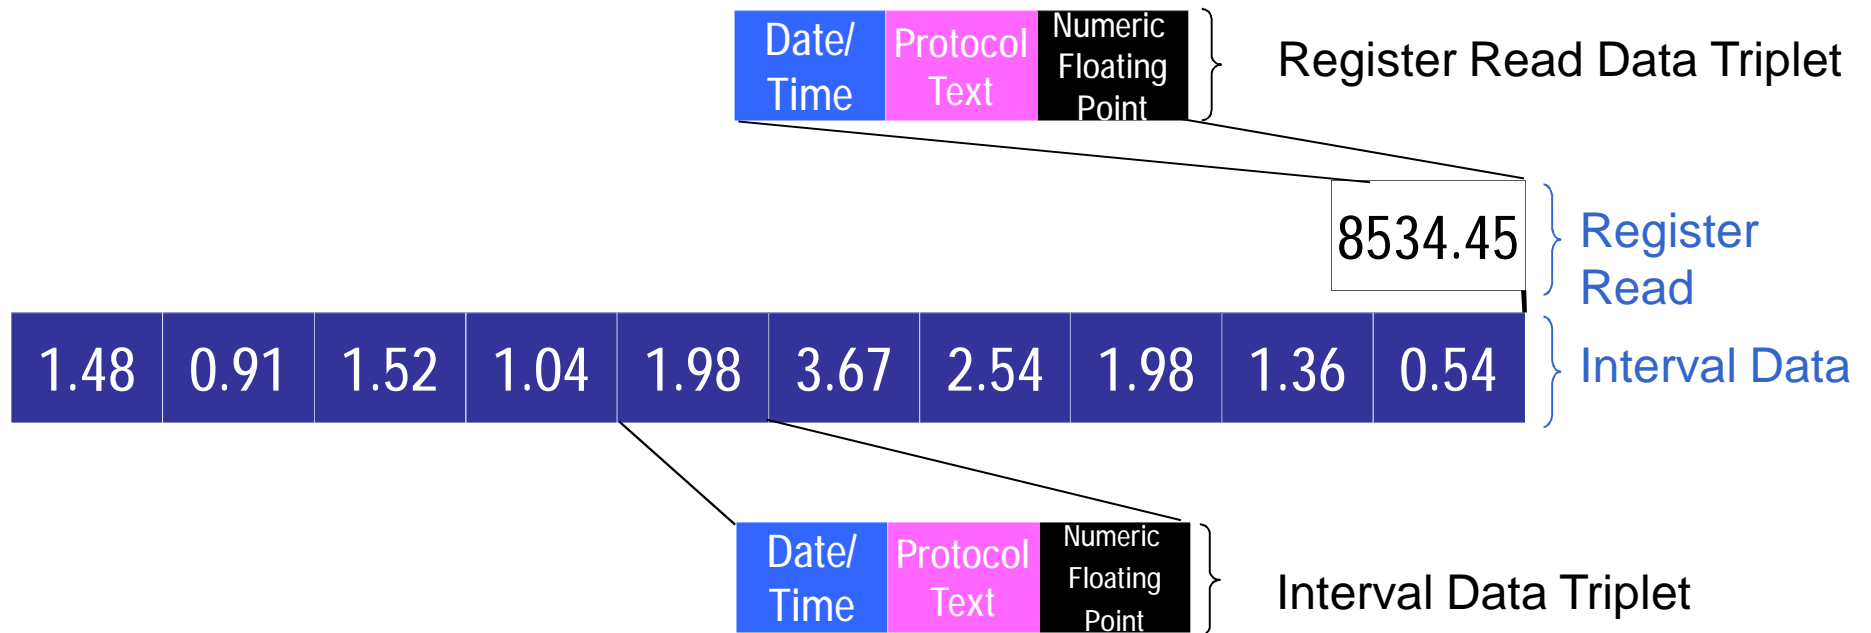 Date/
Time
Protocol
Text
Numeric
Floating
Point
Register Read Data Triplet
8534.45
Register
Read
1.48 0.91 1.52 1.04 1.98 3.67 2.54 1.98 1.36 0.54
Interval Data
Date/
Time
Protocol
Text
Numeric
Floating
Point
Interval Data Triplet